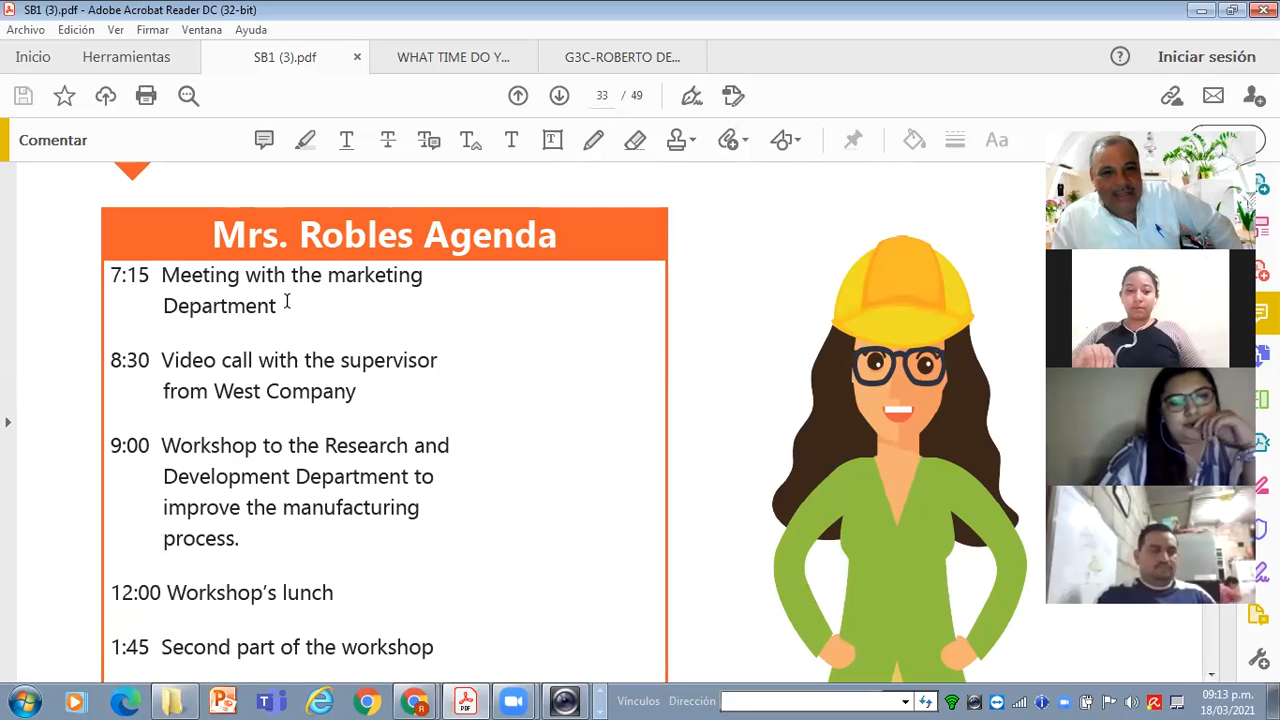 SB1 (3).pdf - Adobe Acrobat Reader DC (32-bit)
Archivo Edición Ver Firmar Ventana Ayuda
Inicio Herramientas SB1 (3).pdf × WHAT TIME DO Y... G3C-ROBERTO DE... Iniciar sesión
33 / 49
Comentar
Mrs. Robles Agenda
7:15 Meeting with the marketing
Department
8:30 Video call with the supervisor
from West Company
9:00 Workshop to the Research and
Development Department to
improve the manufacturing
process.
12:00 Workshop's lunch
1:45 Second part of the workshop
Vínculos Dirección
09:13 p.m.
18/03/2021